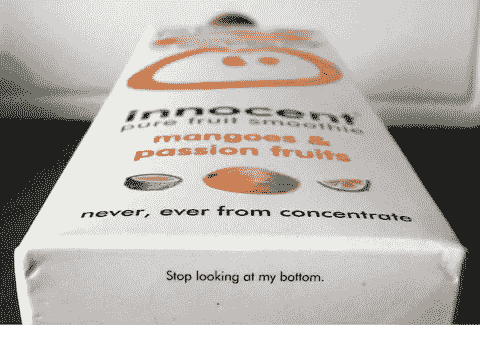 innocent
pure fruit smoothie
mangoes &
passion fruits
never, ever from concentrate
Stop looking at my bottom.